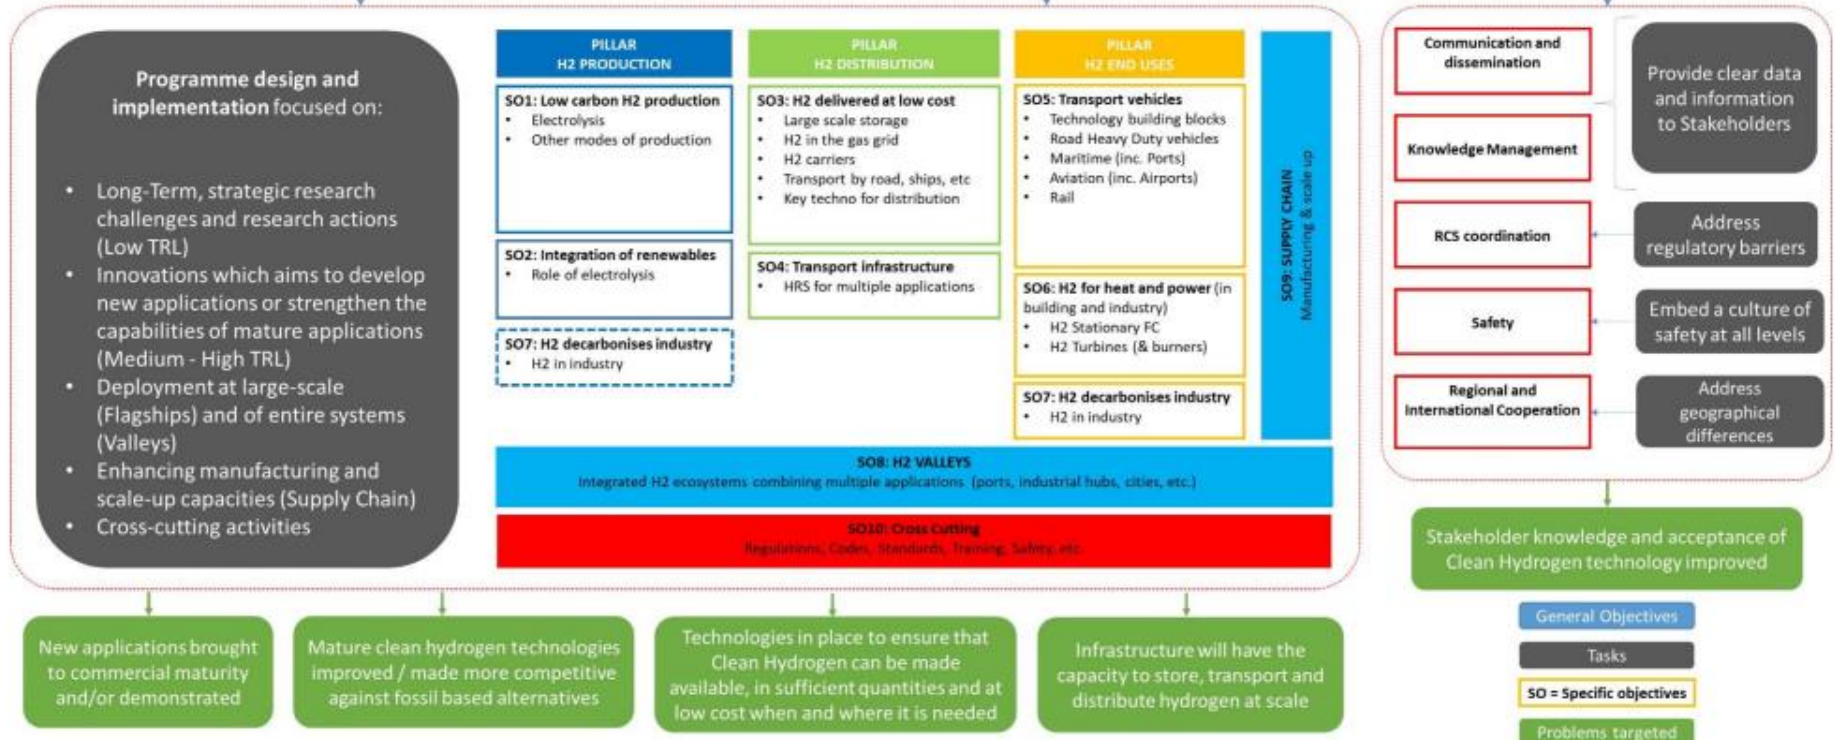 Programme design and
implementation focused on:
• Long-Term, strategic research
challenges and research actions
(Low TRL)
• Innovations which aims to develop
new applications or strengthen the
capabilities of mature applications
(Medium - High TRL)
• Deployment at large-scale
(Flagships) and of entire systems
(Valleys)
• Enhancing manufacturing and
scale-up capacities (Supply Chain)
• Cross-cutting activities
PILLAR
H2 PRODUCTION
SO1: Low carbon H2 production
• Electrolysis
• Other modes of production
SO2: Integration of renewables
• Role of electrolysis
SO7: H2 decarbonises industry
• H2 in industry
PILLAR
H2 DISTRIBUTION
SO3: H2 delivered at low cost
• Large scale storage
• H2 in the gas grid
• H2 carriers
• Transport by road, ships, etc
• Key techno for distribution
SO4: Transport infrastructure
• HRS for multiple applications
PILLAR
H2 END USES
SO5: Transport vehicles
• Technology building blocks
• Road Heavy Duty vehicles
• Maritime (inc. Ports)
• Aviation (inc. Airports)
• Rail
SO6: H2 for heat and power (in
building and industry)
• H2 Stationary FC
• H2 Turbines (& burners)
SO7: H2 decarbonises industry
• H2 in industry
SO9: SUPPLY CHAIN
Manufacturing & scale up
SO8: H2 VALLEYS
Integrated H2 ecosystems combining multiple applications (ports, industrial hubs, cities, etc.)
SO10: Cross Cutting
Regulations, Codes, Standards, Training, Safety, etc.
Communication and
dissemination
Knowledge Management
Provide clear data
and information
to Stakeholders
RCS coordination
Address
regulatory barriers
Safety
Embed a culture of
safety at all levels
Regional and
International Cooperation
Address
geographical
differences
Stakeholder knowledge and acceptance of
Clean Hydrogen technology improved
New applications brought
to commercial maturity
and/or demonstrated
Mature clean hydrogen technologies
improved / made more competitive
against fossil based alternatives
Technologies in place to ensure that
Clean Hydrogen can be made
available, in sufficient quantities and at
low cost when and where it is needed
Infrastructure will have the
capacity to store, transport and
distribute hydrogen at scale
General Objectives
Tasks
SO = Specific objectives
Problems targeted